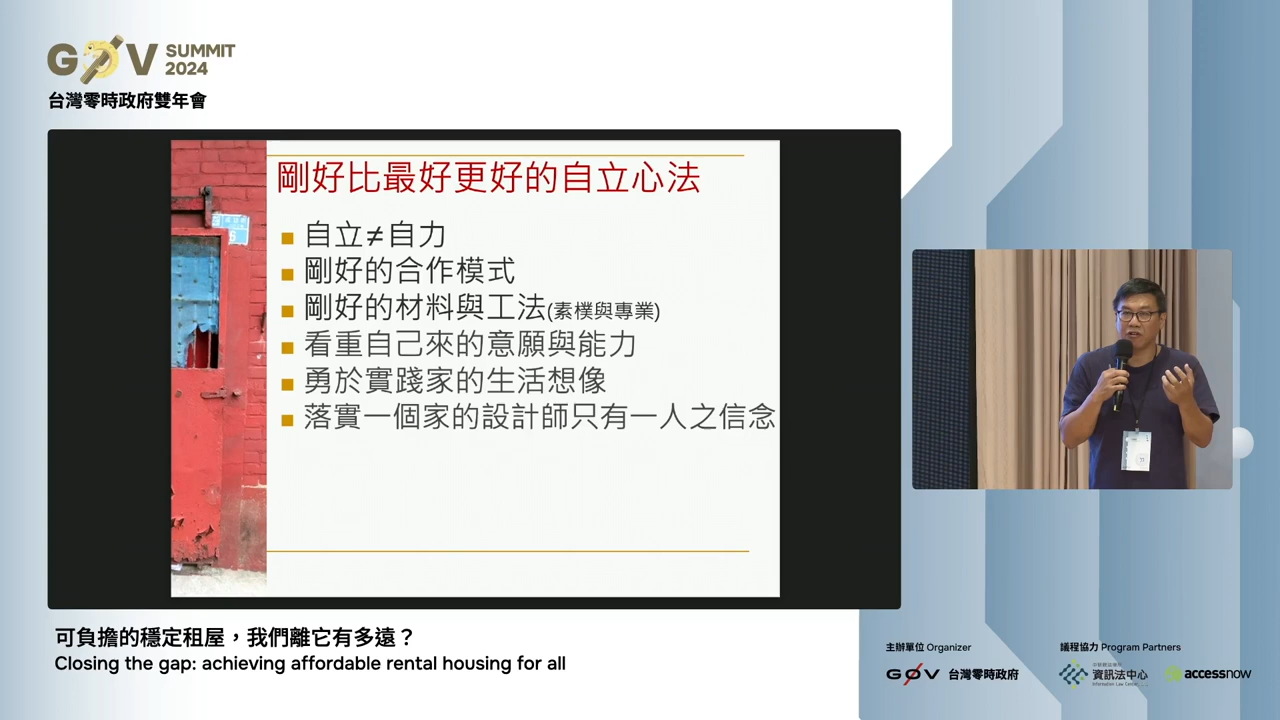 G0V SUMMIT 2024
台灣零時政府雙年會
剛好比最好更好的自立心法
自立≠自力
剛好的合作模式
剛好的材料與工法(素樸與專業)
看重自己來的意願與能力
勇於實踐家的生活想像
落實一個家的設計師只有一人之信念
可負擔的穩定租屋，我們離它有多遠？
Closing the gap: achieving affordable rental housing for all
主辦單位 Organizer
G0V 台灣零時政府
議程協力 Program Partners
資訊法中心
Information Law Center
accessnow